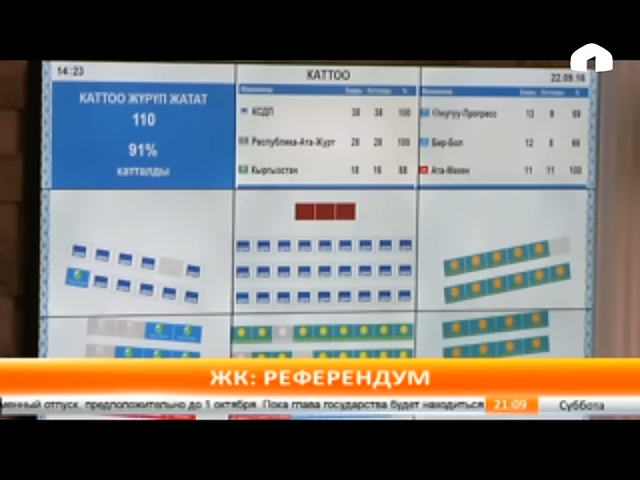 14:23
КАТТОО
22.09.16
КАТТОО ЖҮРҮП ЖАТАТ
110
91%
катталды
КСДП 38 38 100
Республика-Ата-Журт 28 28 100
Кыргызстан 18 16 88
Өнүгүү-Прогресс 13 9 69
Бир-Бол 12 8 66
Ата-Мекен 11 11 100
ЖК: РЕФЕРЕНДУМ
менный отпуск, предположительно до 1 октября. Пока глава государства будет находиться
21:09
Суббота